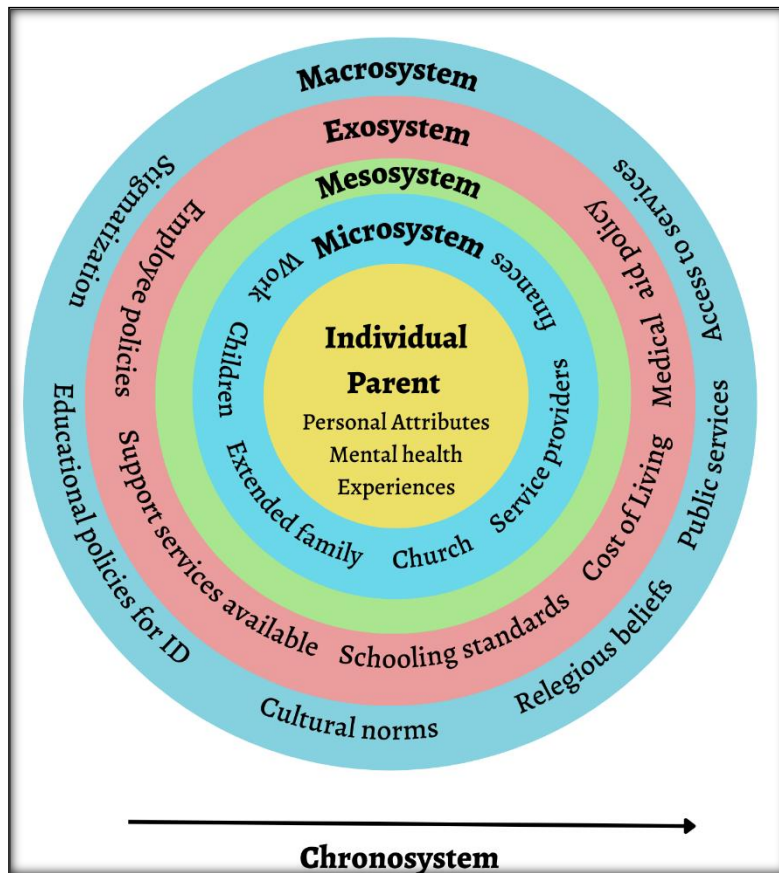 Macrosystem
Stigmatization
Access to services
Educational policies for ID
Public services
Cultural norms
Relegious beliefs
Exosystem
Employee policies
Medical aid policy
Support services available
Cost of Living
Schooling standards
Mesosystem
Microsystem
Work
finances
Children
Service providers
Extended family
Church
Individual
Parent
Personal Attributes
Mental health
Experiences
Chronosystem